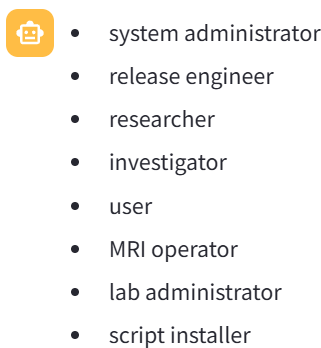 • system administrator
• release engineer
• researcher
• investigator
• user
• MRI operator
• lab administrator
• script installer